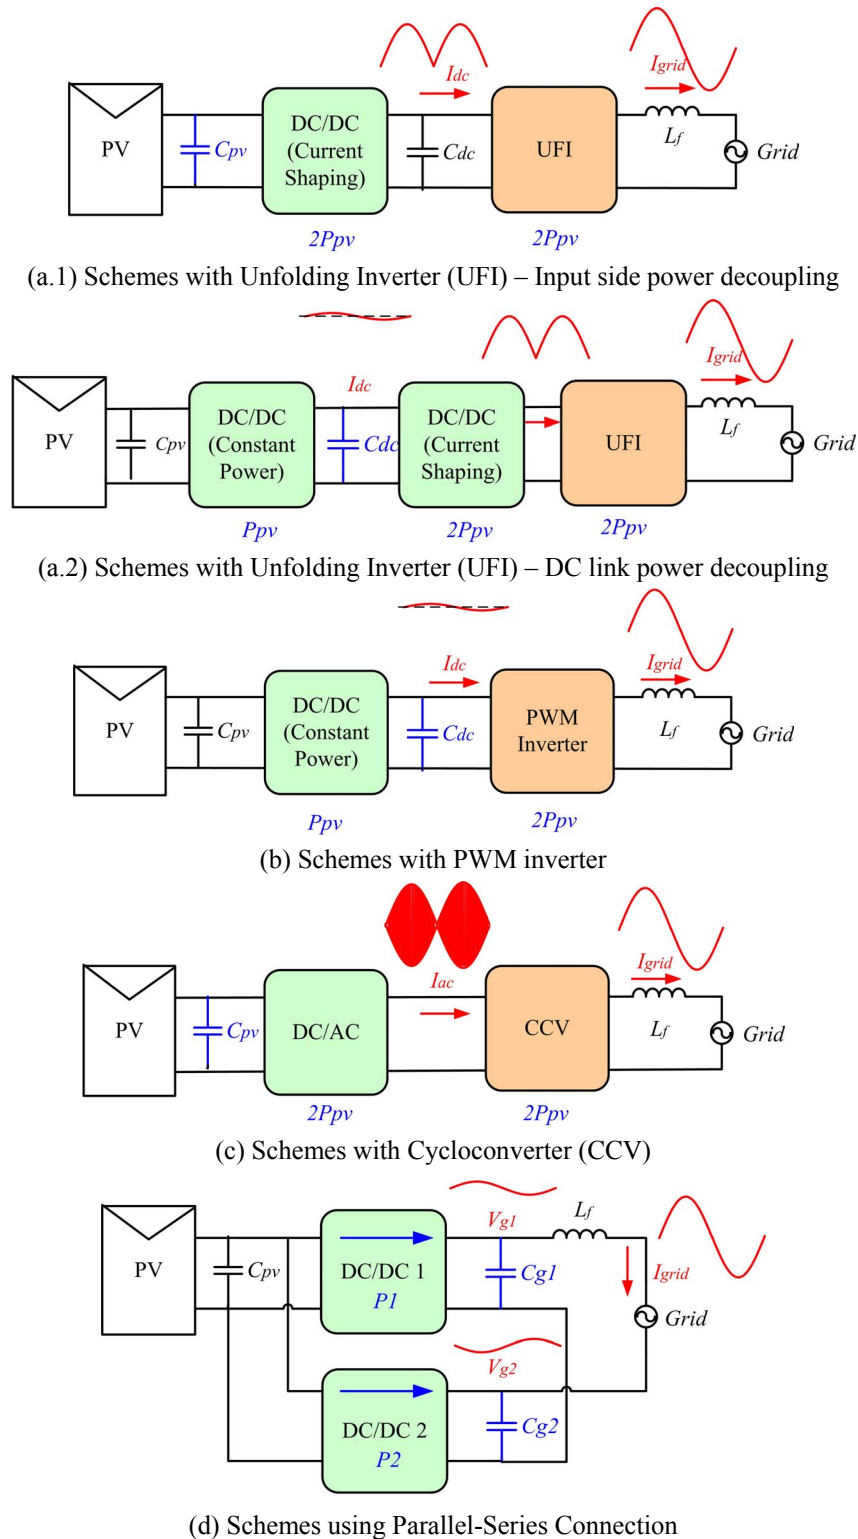 Idc
Igrid
PV
Cpv
DC/DC
(Current
Shaping)
Cdc
UFI
Lf
Grid
2Ppv
2Ppv
(a.1) Schemes with Unfolding Inverter (UFI) – Input side power decoupling
Idc
Igrid
PV
Cpv
DC/DC
(Constant
Power)
Cdc
DC/DC
(Current
Shaping)
UFI
Lf
Grid
Ppv
2Ppv
2Ppv
(a.2) Schemes with Unfolding Inverter (UFI) – DC link power decoupling
Idc
Igrid
PV
Cpv
DC/DC
(Constant
Power)
Cdc
PWM
Inverter
Lf
Grid
Ppv
2Ppv
(b) Schemes with PWM inverter
Iac
Igrid
PV
Cpv
DC/AC
CCV
Lf
Grid
2Ppv
2Ppv
(c) Schemes with Cycloconverter (CCV)
PV
Cpv
DC/DC 1
P1
Vg1
Cg1
Lf
Igrid
Grid
DC/DC 2
P2
Vg2
Cg2
(d) Schemes using Parallel-Series Connection